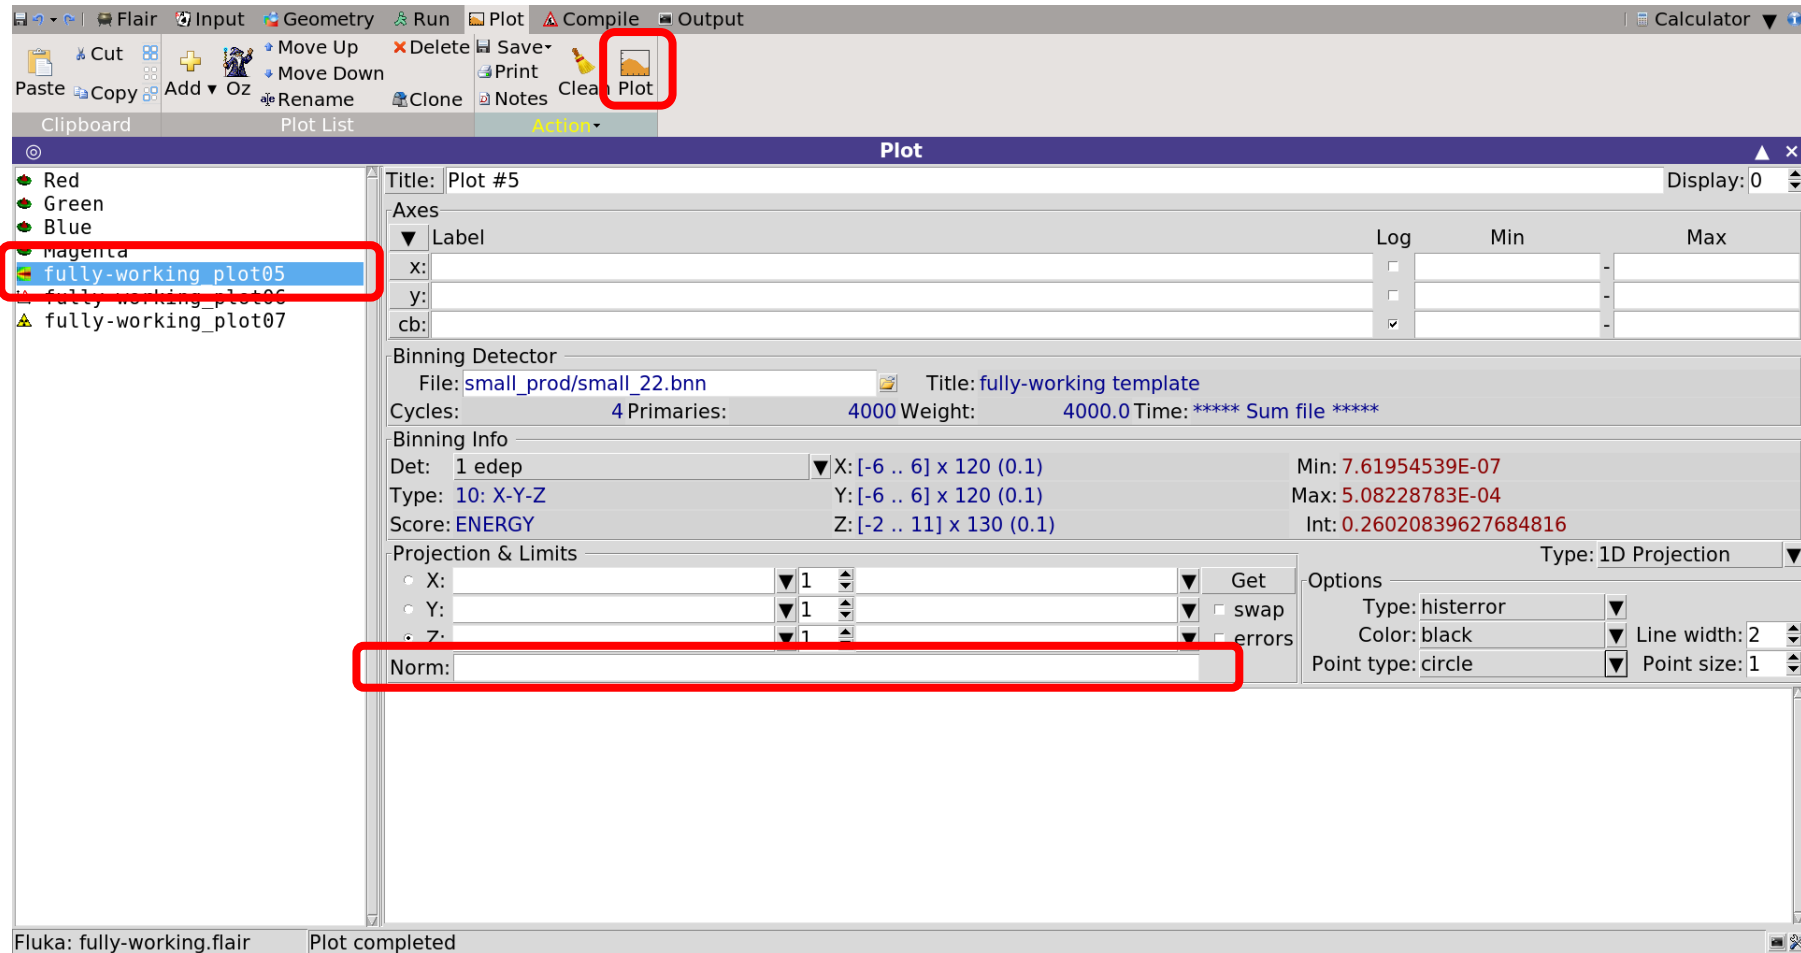 Flair Input Geometry Run Plot Compile Output Calculator
Cut Move Up Delete Save
Paste Copy Add Oz Move Down Print Clean Plot
Rename Clone Notes
Clipboard Plot List Action
Plot
Red
Green
Blue
Magenta
fully-working_plot05
fully-working_plot06
fully-working_plot07
Title: Plot #5 Display: 0
Axes
Label Log Min Max
x: -
y: -
cb: -
Binning Detector
File: small_prod/small_22.bnn Title: fully-working template
Cycles: 4 Primaries: 4000 Weight: 4000.0 Time: ***** Sum file *****
Binning Info
Det: 1 edep X: [-6 .. 6] x 120 (0.1) Min: 7.61954539E-07
Type: 10: X-Y-Z Y: [-6 .. 6] x 120 (0.1) Max: 5.08228783E-04
Score: ENERGY Z: [-2 .. 11] x 130 (0.1) Int: 0.26020839627684816
Projection & Limits Type: 1D Projection
X: 1 Get Options
Y: 1 swap Type: histerror
Z: 1 errors Color: black Line width: 2
Norm: Point type: circle Point size: 1
Fluka: fully-working.flair Plot completed